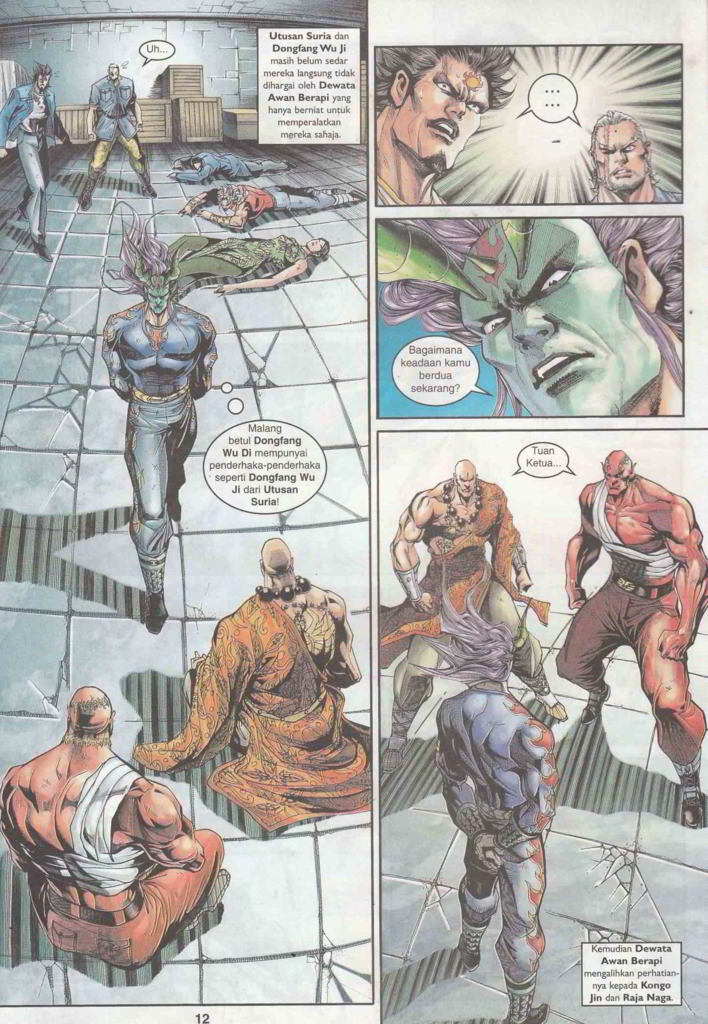 Uh...
Utusan Suria dan
Dongfang Wu Ji
masih belum sedar
mereka langsung tidak
dihargai oleh Dewata
Awan Berapi yang
hanya berniat untuk
memperalatkan
mereka sahaja.
Malang
betul Dongfang
Wu Di mempunyai
penderhaka-penderhaka
seperti Dongfang Wu
Ji dari Utusan
Suria!
...
...
Bagaimana
keadaan kamu
berdua
sekarang?
Tuan
Ketua...
Kemudian Dewata
Awan Berapi
mengalihkan perhatian-
nya kepada Kongo
Jin dan Raja Naga.
12